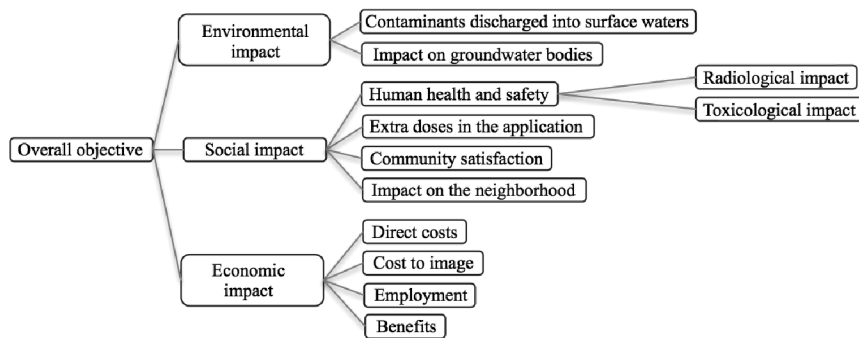 Environmental
impact
Contaminants discharged into surface waters
Impact on groundwater bodies
Overall objective
Social impact
Human health and safety
Radiological impact
Toxicological impact
Extra doses in the application
Community satisfaction
Impact on the neighborhood
Economic
impact
Direct costs
Cost to image
Employment
Benefits